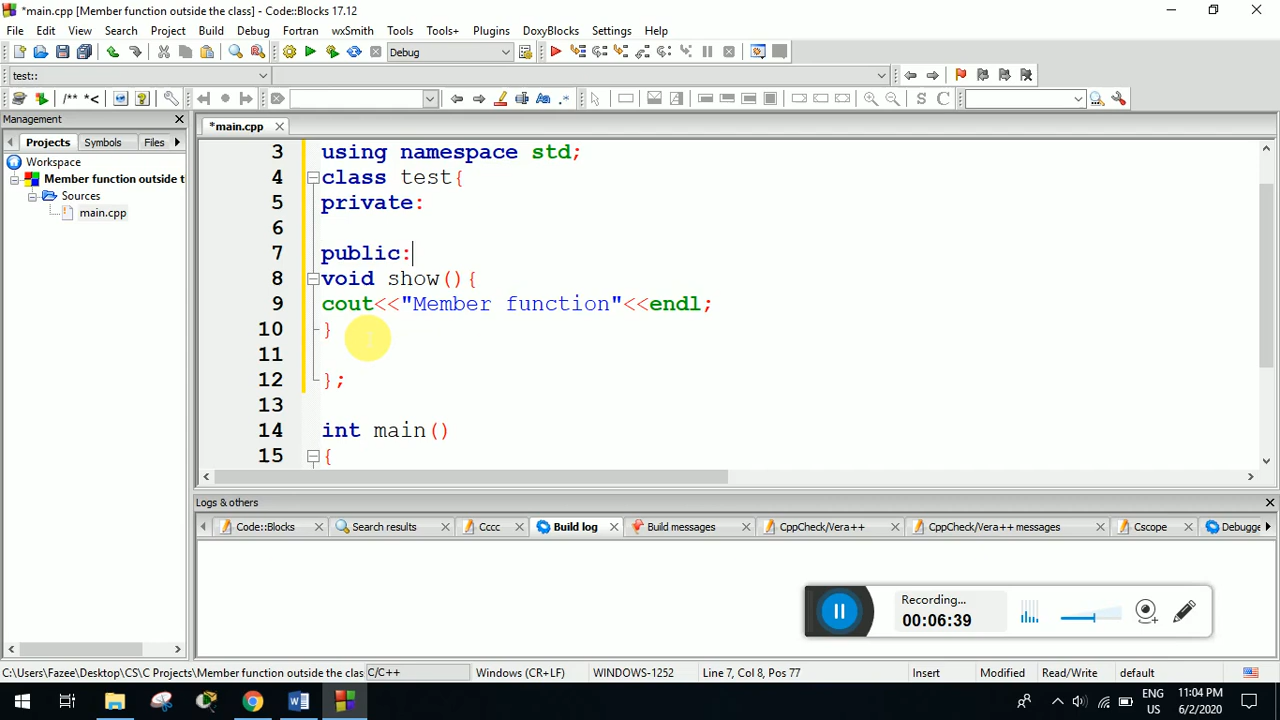 *main.cpp [Member function outside the class] - Code::Blocks 17.12
File Edit View Search Project Build Debug Fortran wxSmith Tools Tools+ Plugins DoxyBlocks Settings Help
Debug
test::
/** *<
S C
Management
Projects Symbols Files
*main.cpp
Workspace
Member function outside t
Sources
main.cpp
3 using namespace std;
4 class test{
5 private:
6
7 public:
8 void show(){
9 cout<<"Member function"<<endl;
10 }
11
12 };
13
14 int main()
15 {
Logs & others
Code::Blocks Search results Cccc Build log Build messages CppCheck/Vera++ CppCheck/Vera++ messages Cscope Debugge
Recording...
00:06:39
C:\Users\Fazee\Desktop\CS\C Projects\Member function outside the clas C/C++ Windows (CR+LF) WINDOWS-1252 Line 7, Col 8, Pos 77 Insert Modified Read/Write default
ENG
US
11:04 PM
6/2/2020